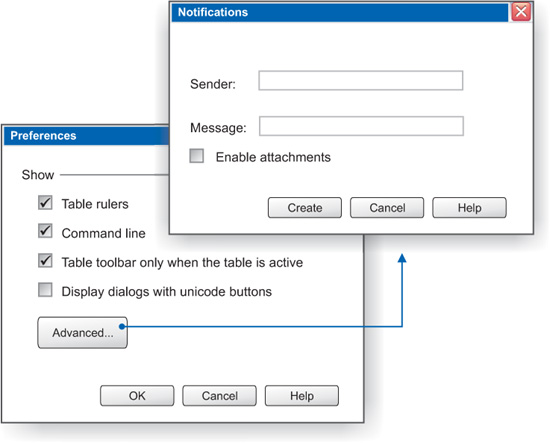 Notifications
Sender:
Message:
Enable attachments
Create Cancel Help
Preferences
Show
Table rulers
Command line
Table toolbar only when the table is active
Display dialogs with unicode buttons
Advanced...
OK Cancel Help